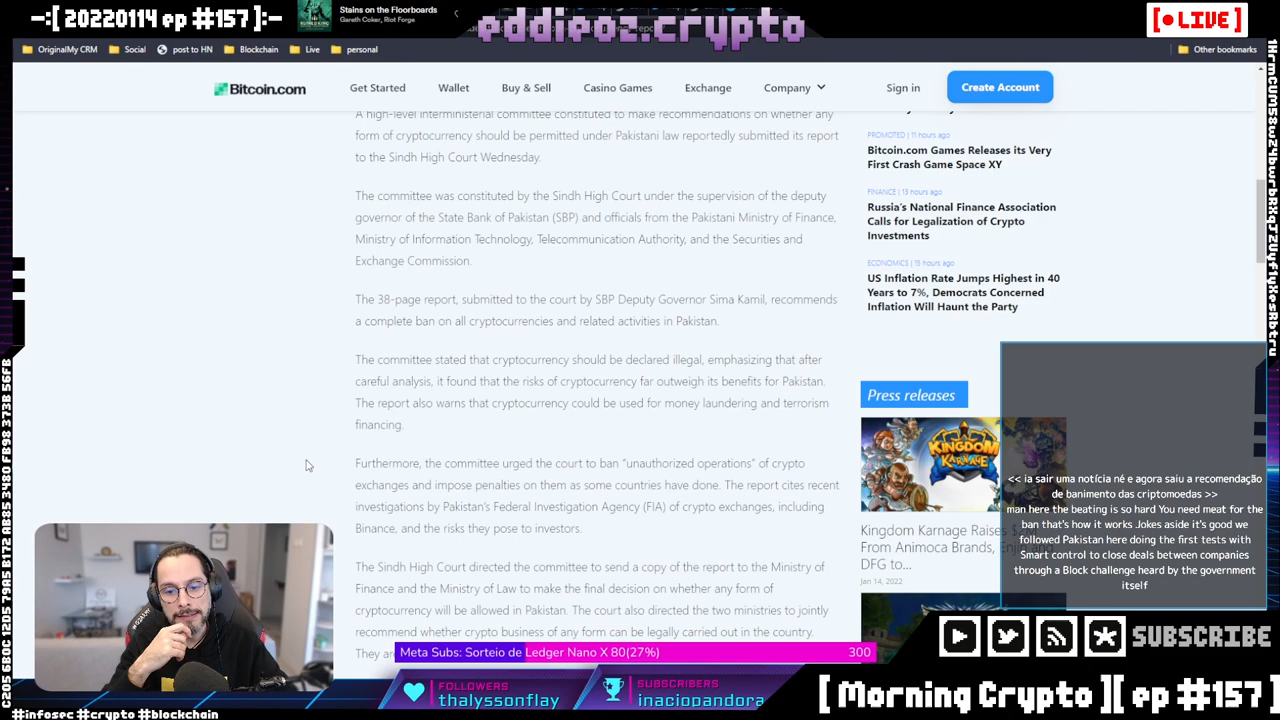 -:[ 20220114 ep #157]:-
Stains on the Floorboards
Gareth Coker, Riot Forge
eddieoz.crypto
[ • LIVE ]
OriginalMy CRM
Social
post to HN
Blockchain
Live
personal
Other bookmarks
Bitcoin.com
Get Started
Wallet
Buy & Sell
Casino Games
Exchange
Company
Sign in
Create Account
A high-level interministerial committee constituted to make recommendations on whether any
form of cryptocurrency should be permitted under Pakistani law reportedly submitted its report
to the Sindh High Court Wednesday.
The committee was constituted by the Sindh High Court under the supervision of the deputy
governor of the State Bank of Pakistan (SBP) and officials from the Pakistani Ministry of Finance,
Ministry of Information Technology, Telecommunication Authority, and the Securities and
Exchange Commission.
The 38-page report, submitted to the court by SBP Deputy Governor Sima Kamil, recommends
a complete ban on all cryptocurrencies and related activities in Pakistan.
The committee stated that cryptocurrency should be declared illegal, emphasizing that after
careful analysis, it found that the risks of cryptocurrency far outweigh its benefits for Pakistan.
The report also warns that cryptocurrency could be used for money laundering and terrorism
financing.
Furthermore, the committee urged the court to ban “unauthorized operations” of crypto
exchanges and impose penalties on them as some countries have done. The report cites recent
investigations by Pakistan’s Federal Investigation Agency (FIA) of crypto exchanges, including
Binance, and the risks they pose to investors.
The Sindh High Court directed the committee to send a copy of the report to the Ministry of
Finance and the Ministry of Law to make the final decision on whether any form of
cryptocurrency will be allowed in Pakistan. The court also directed the two ministries to jointly
recommend whether crypto business of any form can be legally carried out in the country.
They are
PROMOTED | 11 hours ago
Bitcoin.com Games Releases its Very
First Crash Game Space XY
FINANCE | 13 hours ago
Russia’s National Finance Association
Calls for Legalization of Crypto
Investments
ECONOMICS | 15 hours ago
US Inflation Rate Jumps Highest in 40
Years to 7%, Democrats Concerned
Inflation Will Haunt the Party
Press releases
KINGDOM
KARNAGE
Kingdom Karnage Raises
From Animoca Brands, Enjin and
DFG to...
Jan 14, 2022
<< ia sair uma notícia né e agora saiu a recomendação
de banimento das criptomoedas >>
man here the beating is so hard You need meat for the
ban that's how it works Jokes aside it's good we
followed Pakistan here doing the first tests with
Smart control to close deals between companies
through a Block challenge heard by the government
itself
SUBSCRIBE
Meta Subs: Sorteio de Ledger Nano X 80(27%)
300
FOLLOWERS
thalyssonflay
SUBSCRIBERS
inaciopandora
[ Morning Crypto ][ ep #157 ]
#infosec #crypto #blockchain